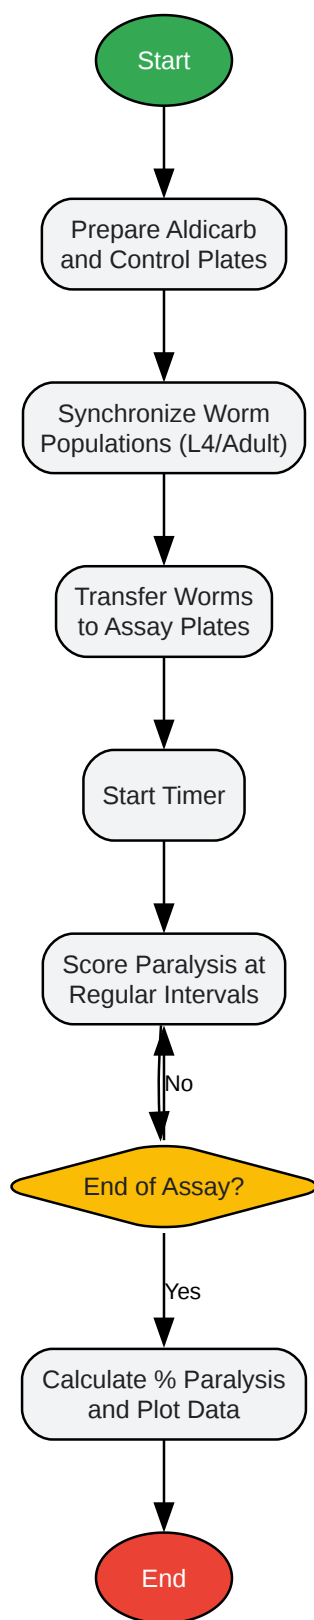 Start
Prepare Aldicarb
and Control Plates
Synchronize Worm
Populations (L4/Adult)
Transfer Worms
to Assay Plates
Start Timer
Score Paralysis at
Regular Intervals
No
End of Assay?
Yes
Calculate % Paralysis
and Plot Data
End